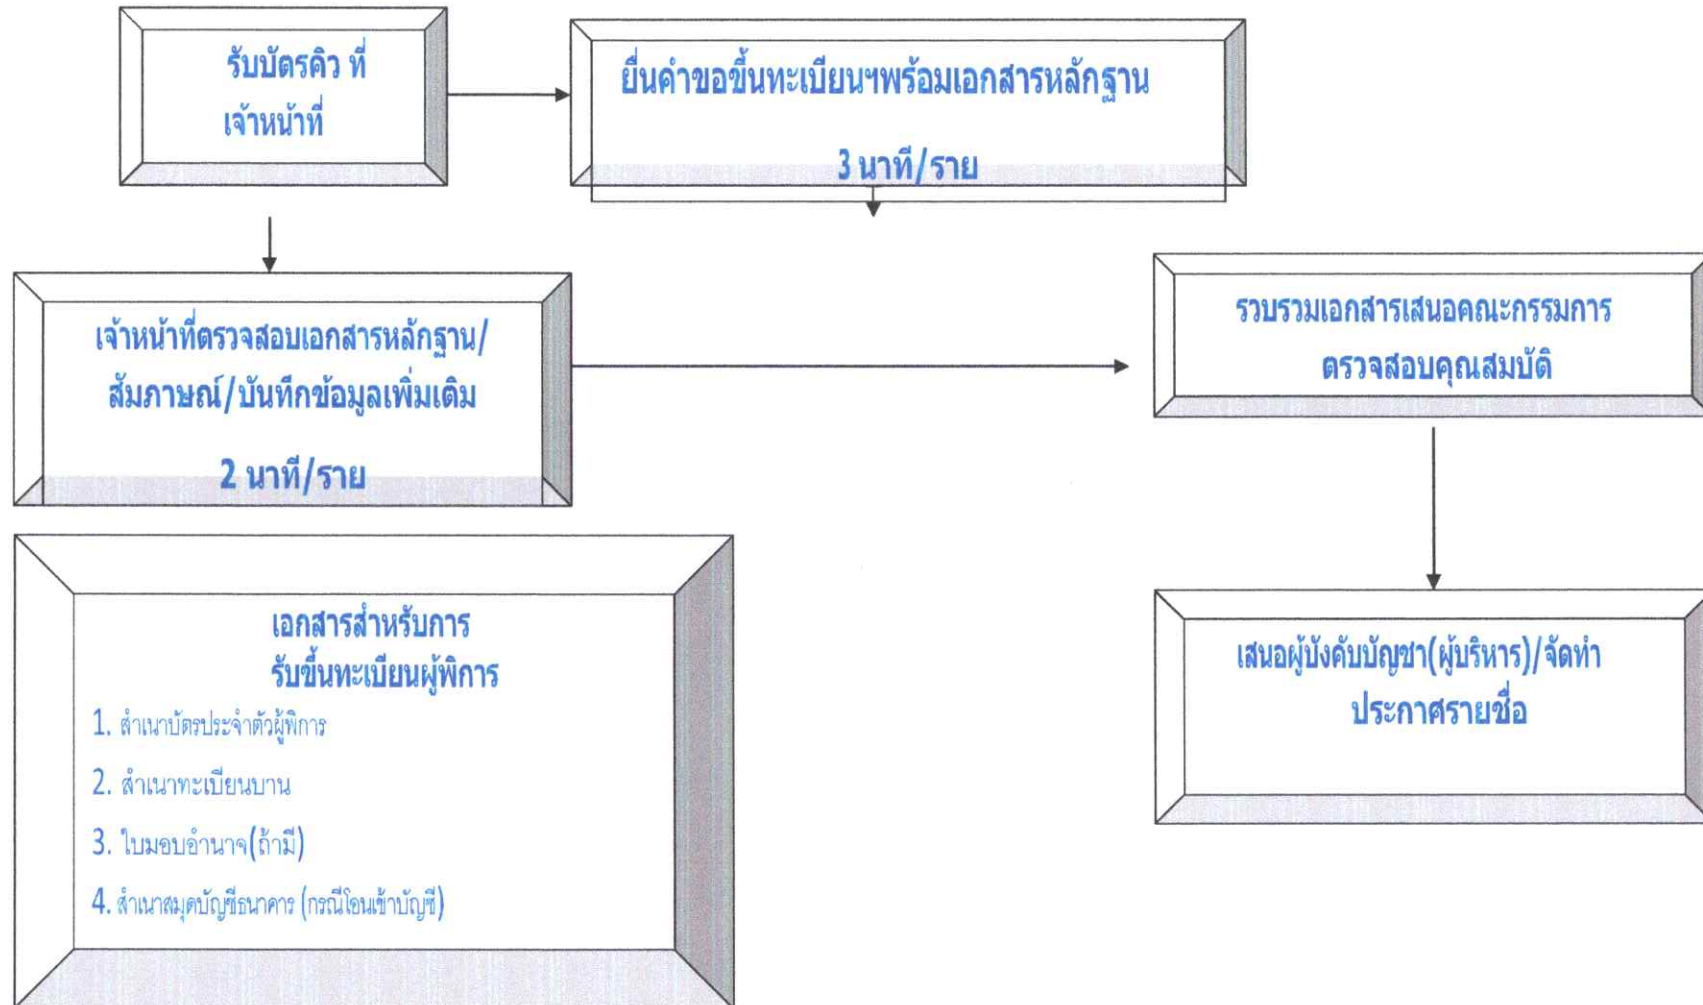 รับบัตรคิว ที่
เจ้าหน้าที่
ยื่นคำขอขึ้นทะเบียนฯพร้อมเอกสารหลักฐาน
3 นาที/ราย
เจ้าหน้าที่ตรวจสอบเอกสารหลักฐาน/
สัมภาษณ์/บันทึกข้อมูลเพิ่มเติม
2 นาที/ราย
รวบรวมเอกสารเสนอคณะกรรมการ
ตรวจสอบคุณสมบัติ
เสนอผู้บังคับบัญชา(ผู้บริหาร)/จัดทำ
ประกาศรายชื่อ
เอกสารสำหรับการ
รับขึ้นทะเบียนผู้พิการ
1. สำเนาบัตรประจำตัวผู้พิการ
2. สำเนาทะเบียนบาน
3. ใบมอบอำนาจ(ถ้ามี)
4. สำเนาสมุดบัญชีธนาคาร (กรณีโอนเข้าบัญชี)